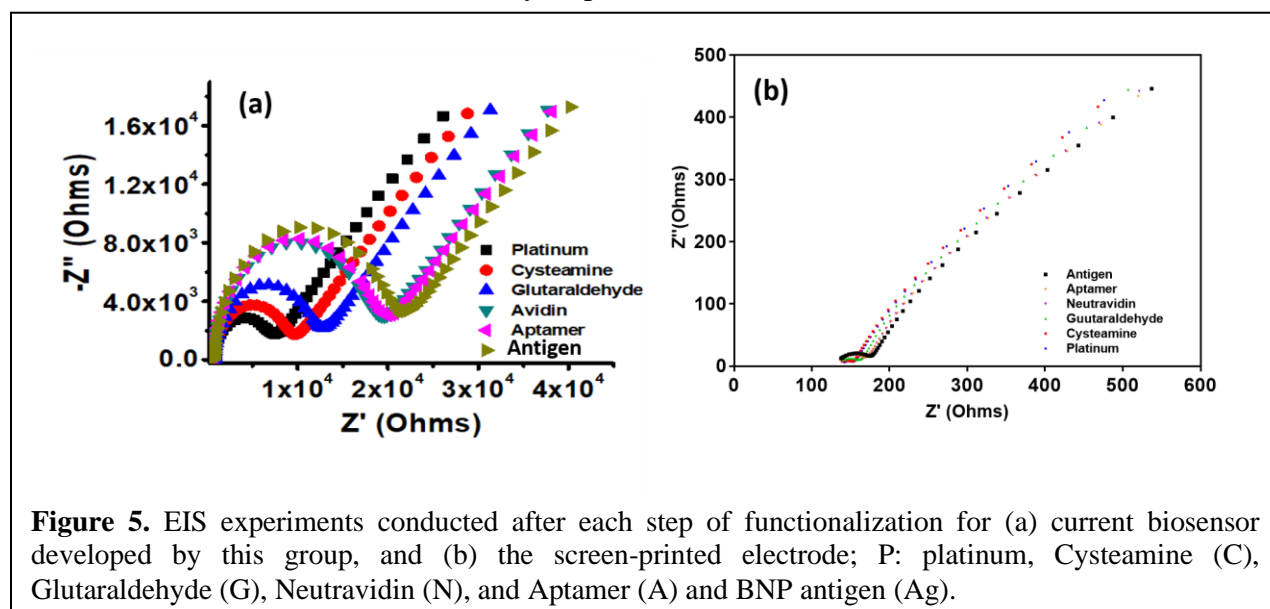 (a)
-Z" (Ohms)
1.6x10⁴
1.2x10⁴
8.0x10³
4.0x10³
0.0
Platinum
Cysteamine
Glutaraldehyde
Avidin
Aptamer
Antigen
1x10⁴ 2x10⁴ 3x10⁴ 4x10⁴
Z' (Ohms)
(b)
Z"(Ohms)
500
400
300
200
100
0
Antigen
Aptamer
Neutravidin
Guutaraldehyde
Cysteamine
Platinum
0 100 200 300 400 500 600
Z' (Ohms)
Figure 5. EIS experiments conducted after each step of functionalization for (a) current biosensor
developed by this group, and (b) the screen-printed electrode; P: platinum, Cysteamine (C),
Glutaraldehyde (G), Neutravidin (N), and Aptamer (A) and BNP antigen (Ag).